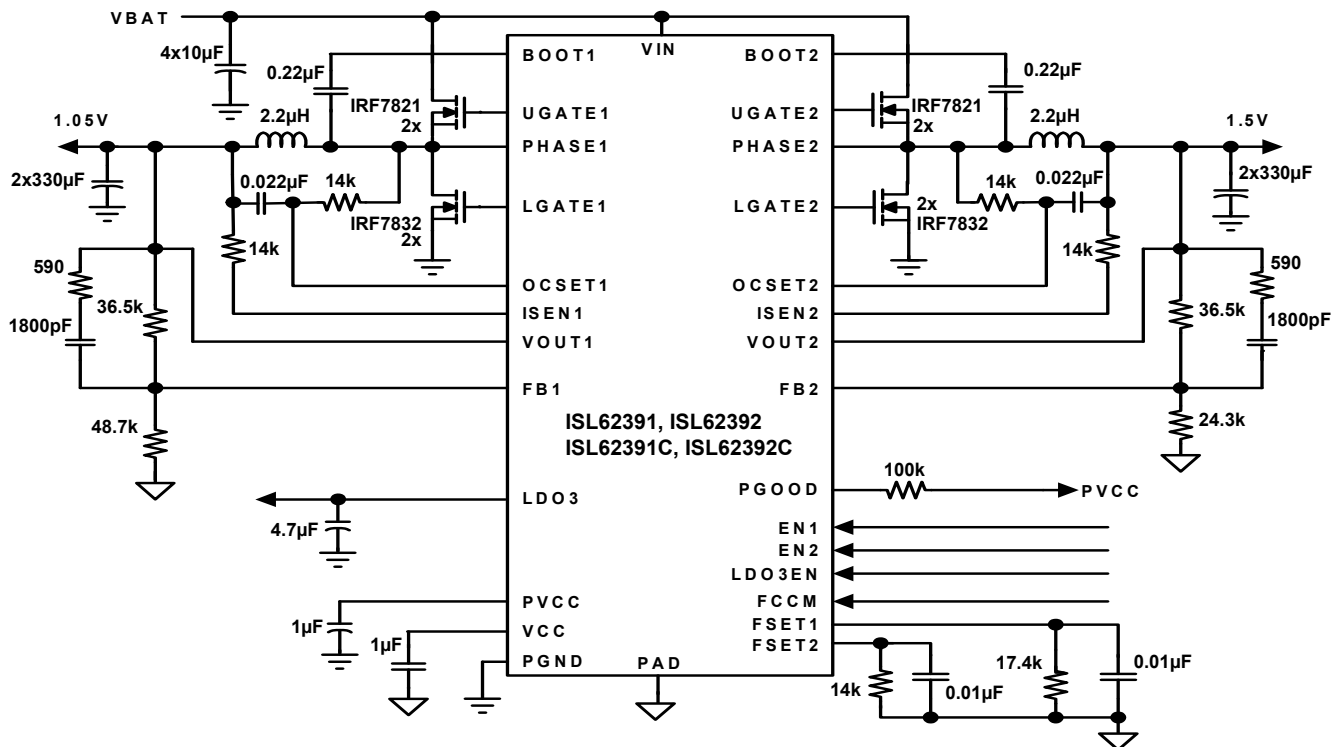 VBAT
4x10µF
VIN
BOOT1
BOOT2
0.22µF
0.22µF
IRF7821
2x
UGATE1
UGATE2
IRF7821
2x
1.05V
2.2µH
PHASE1
PHASE2
2.2µH
1.5V
2x330µF
0.022µF
14k
14k
0.022µF
2x330µF
IRF7832
2x
LGATE1
LGATE2
2x
IRF7832
14k
14k
590
OCSET1
OCSET2
590
36.5k
ISEN1
ISEN2
36.5k
1800pF
VOUT1
VOUT2
1800pF
FB1
FB2
48.7k
ISL62391, ISL62392
ISL62391C, ISL62392C
24.3k
LDO3
PGOOD
100k
PVCC
4.7µF
EN1
EN2
LDO3EN
PVCC
FCCM
1µF
VCC
FSET1
1µF
FSET2
PGND
PAD
14k
0.01µF
17.4k
0.01µF